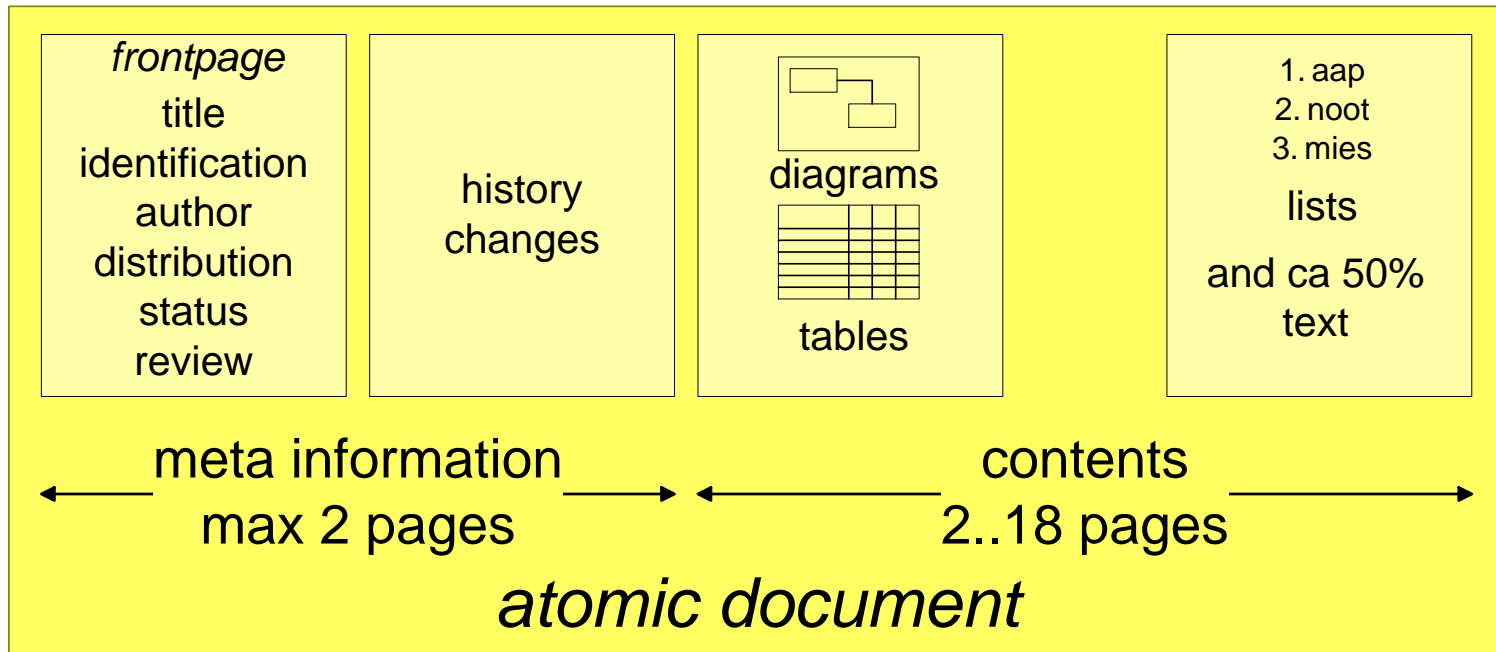 frontpage
title
identification
author
distribution
status
review
history
changes
diagrams
tables
1. aap
2. noot
3. mies
lists
and ca 50%
text
meta information
max 2 pages
contents
2..18 pages
atomic document